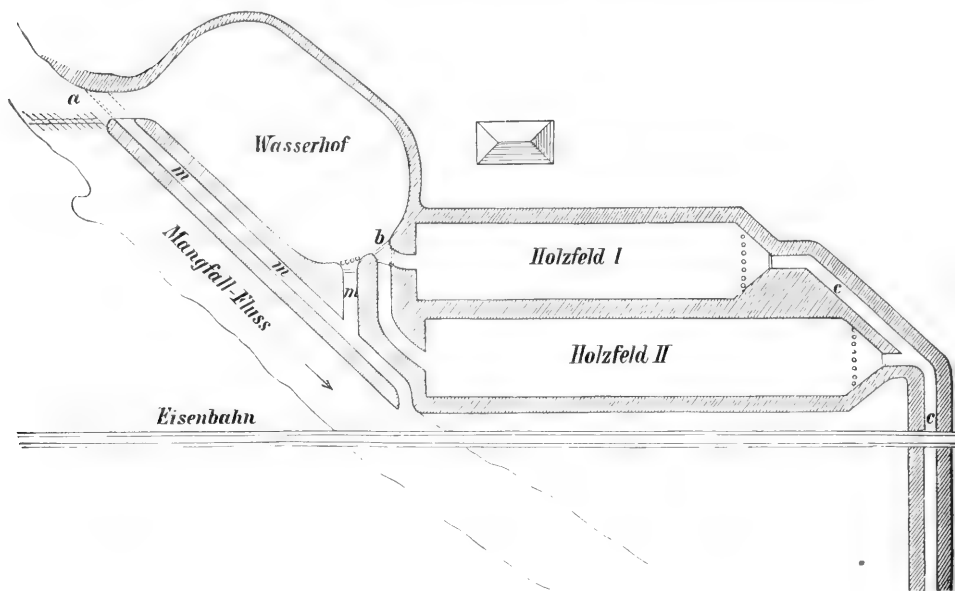 a
Wasserhof
m
b
Holzfeld I
m
n
c
Mangfall-Fluss
Holzfeld II
Eisenbahn
c